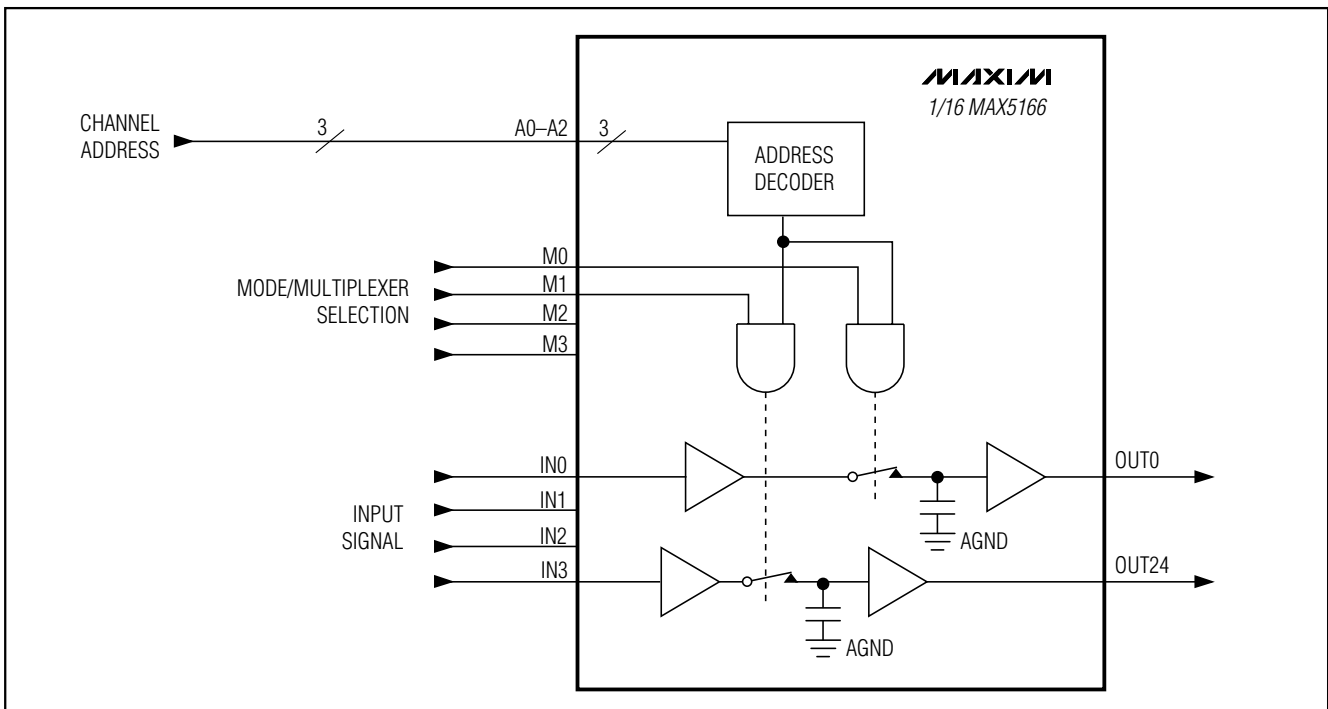 MAXIM
1/16 MAX5166
CHANNEL
ADDRESS
3
A0–A2
3
ADDRESS
DECODER
MODE/MULTIPLEXER
SELECTION
M0
M1
M2
M3
INPUT
SIGNAL
IN0
IN1
IN2
IN3
OUT0
AGND
OUT24
AGND